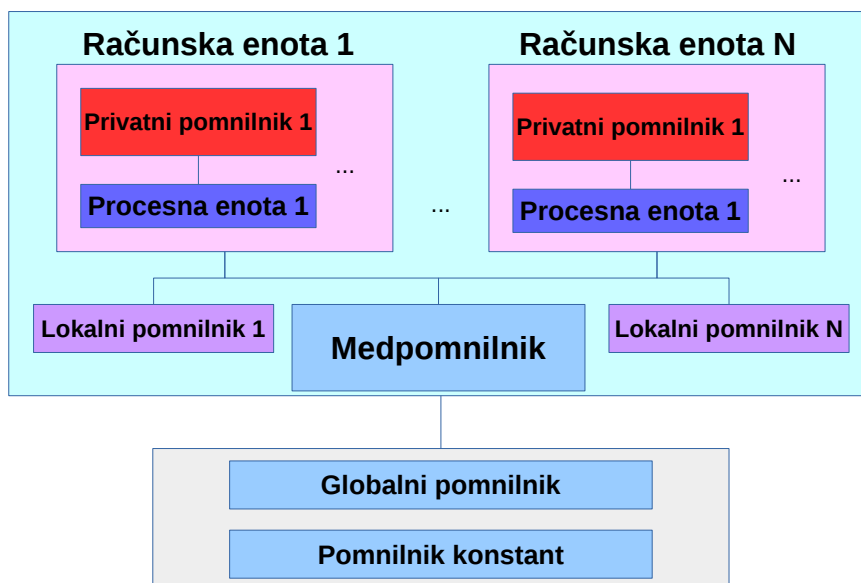 Računska enota 1
Računska enota N
Privatni pomnilnik 1
Privatni pomnilnik 1
...
...
Procesna enota 1
Procesna enota 1
...
Lokalni pomnilnik 1
Medpomnilnik
Lokalni pomnilnik N
Globalni pomnilnik
Pomnilnik konstant